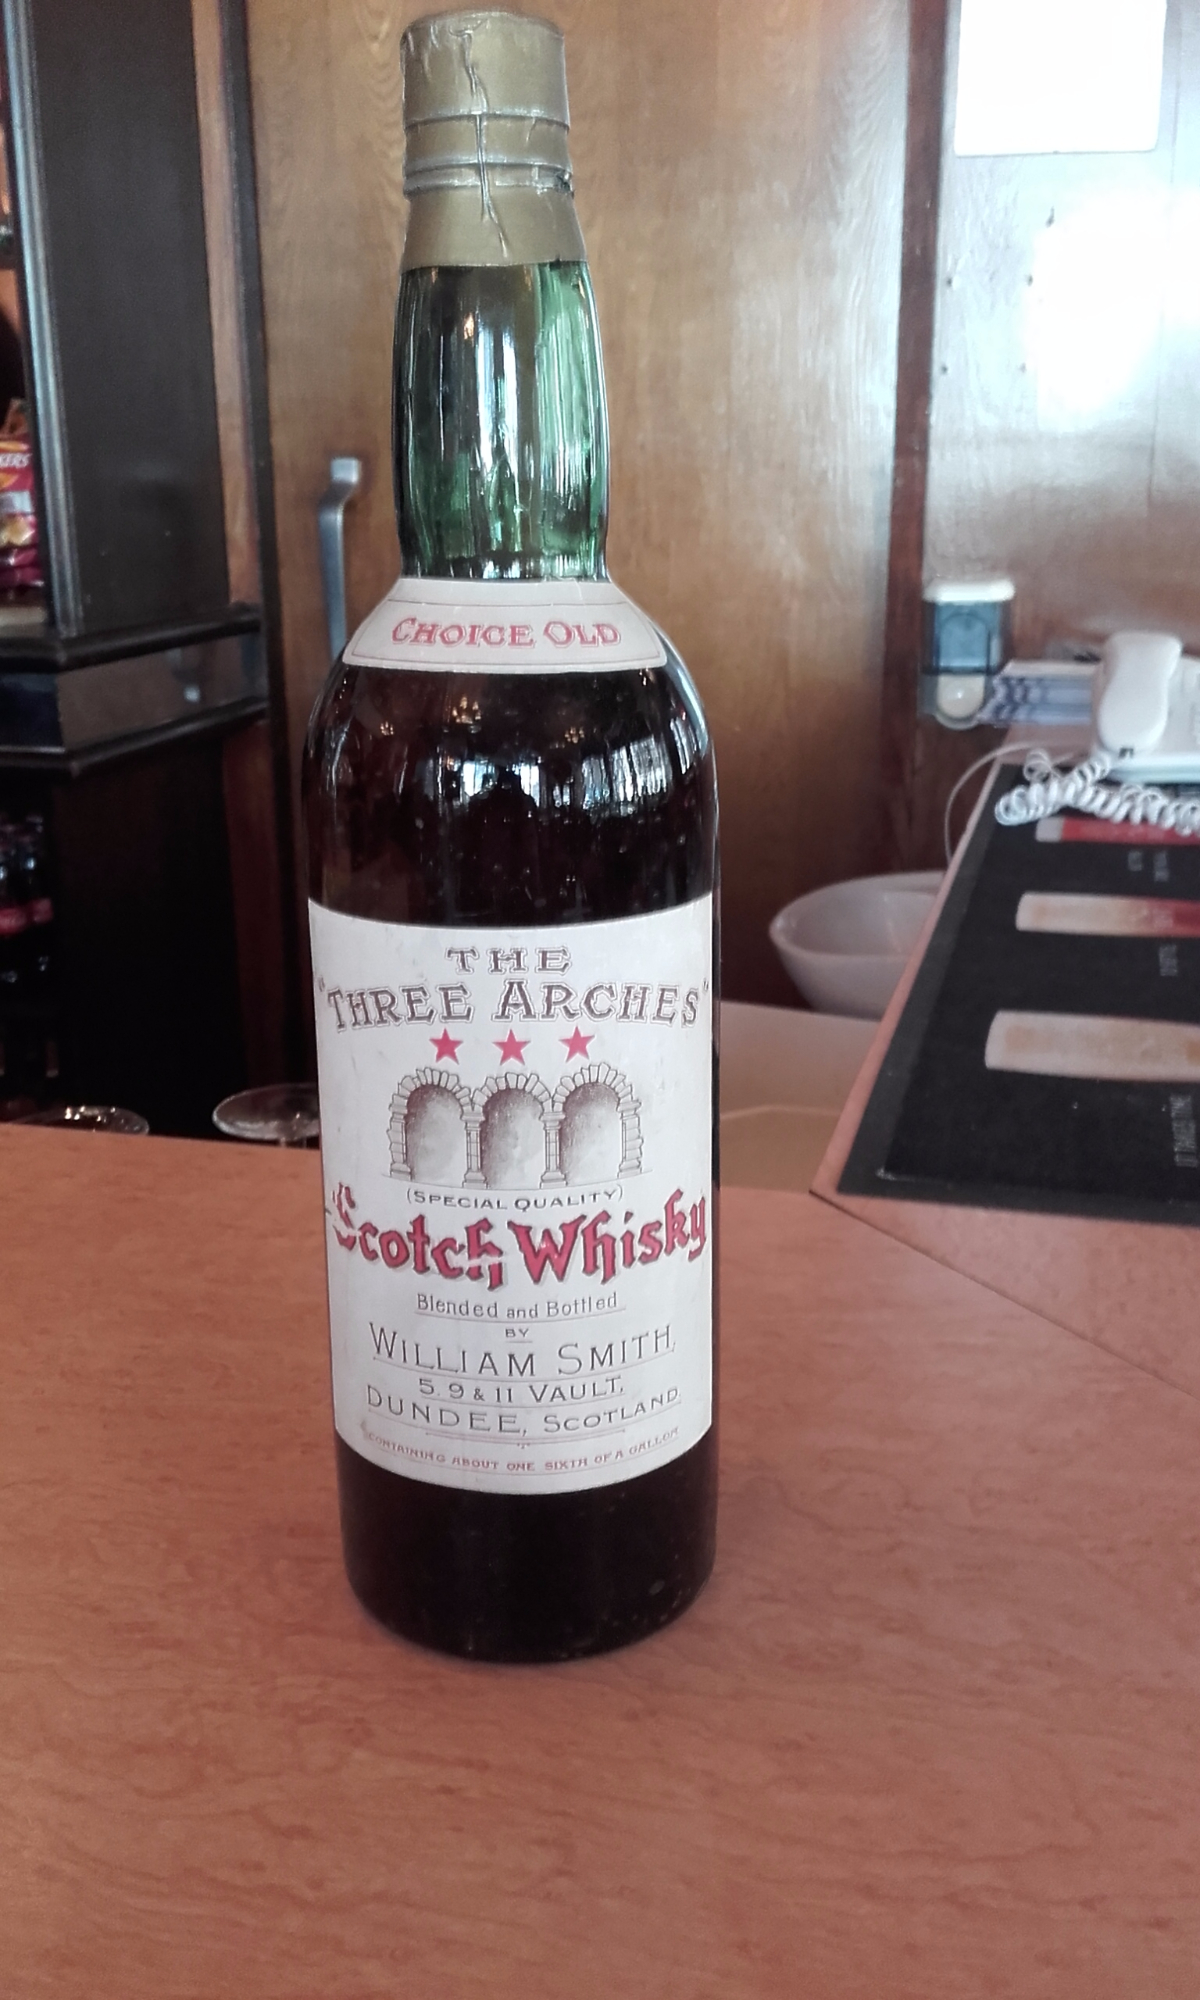 CHOICE OLD
THE
"THREE ARCHES"
(SPECIAL QUALITY)
Scotch Whisky
Blended and Bottled
BY
WILLIAM SMITH,
5. 9 & 11 VAULT,
DUNDEE, SCOTLAND
CONTAINING ABOUT ONE SIXTH OF A GALLON